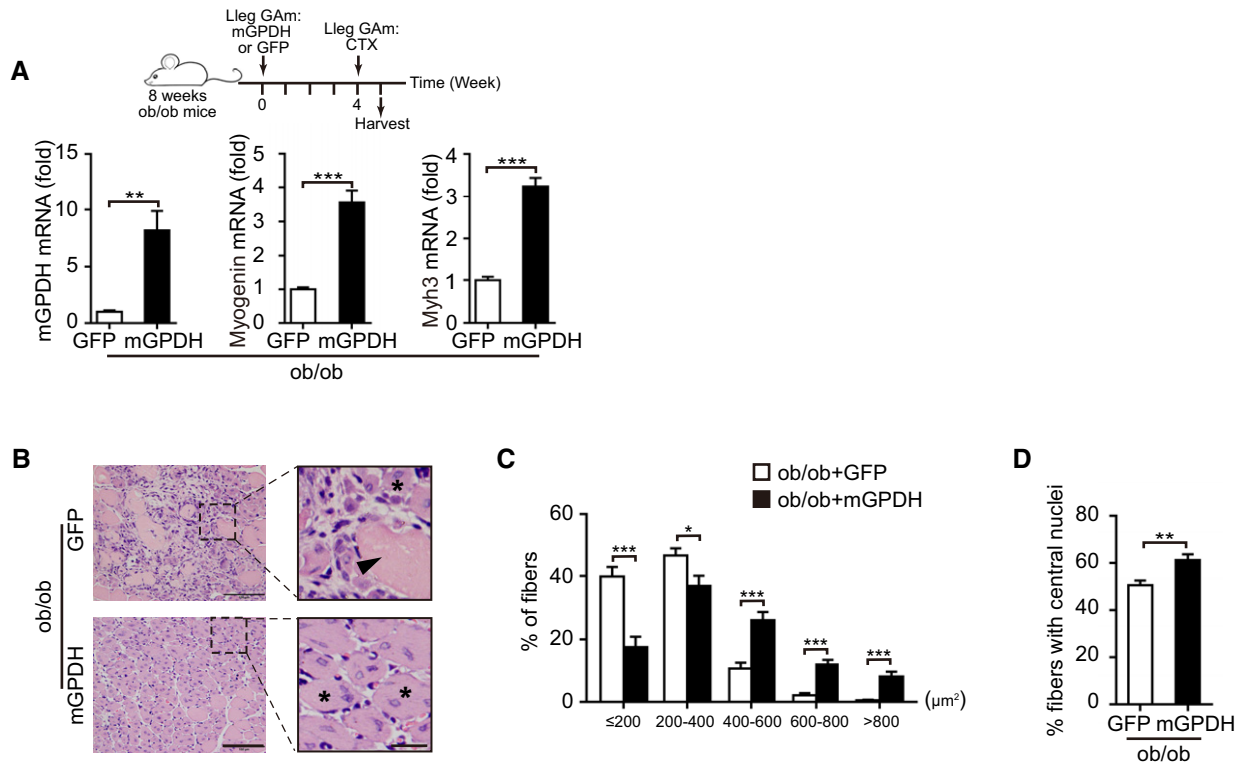 A
Lleg GAm:
mGPDH
or GFP
Lleg GAm:
CTX
Time (Week)
8 weeks
ob/ob mice
0
4
Harvest
mGPDH mRNA (fold)
15
10
5
0
**
GFP mGPDH
Myogenin mRNA (fold)
5
4
3
2
1
0
***
GFP mGPDH
Myh3 mRNA (fold)
4
3
2
1
0
***
GFP mGPDH
ob/ob
B
ob/ob
GFP
mGPDH
*
*
*
C
ob/ob+GFP
ob/ob+mGPDH
% of fibers
60
40
20
0
***
*
***
***
***
≤200
200-400
400-600
600-800
>800
(µm²)
D
% fibers with central nuclei
80
60
40
20
0
**
GFP mGPDH
ob/ob